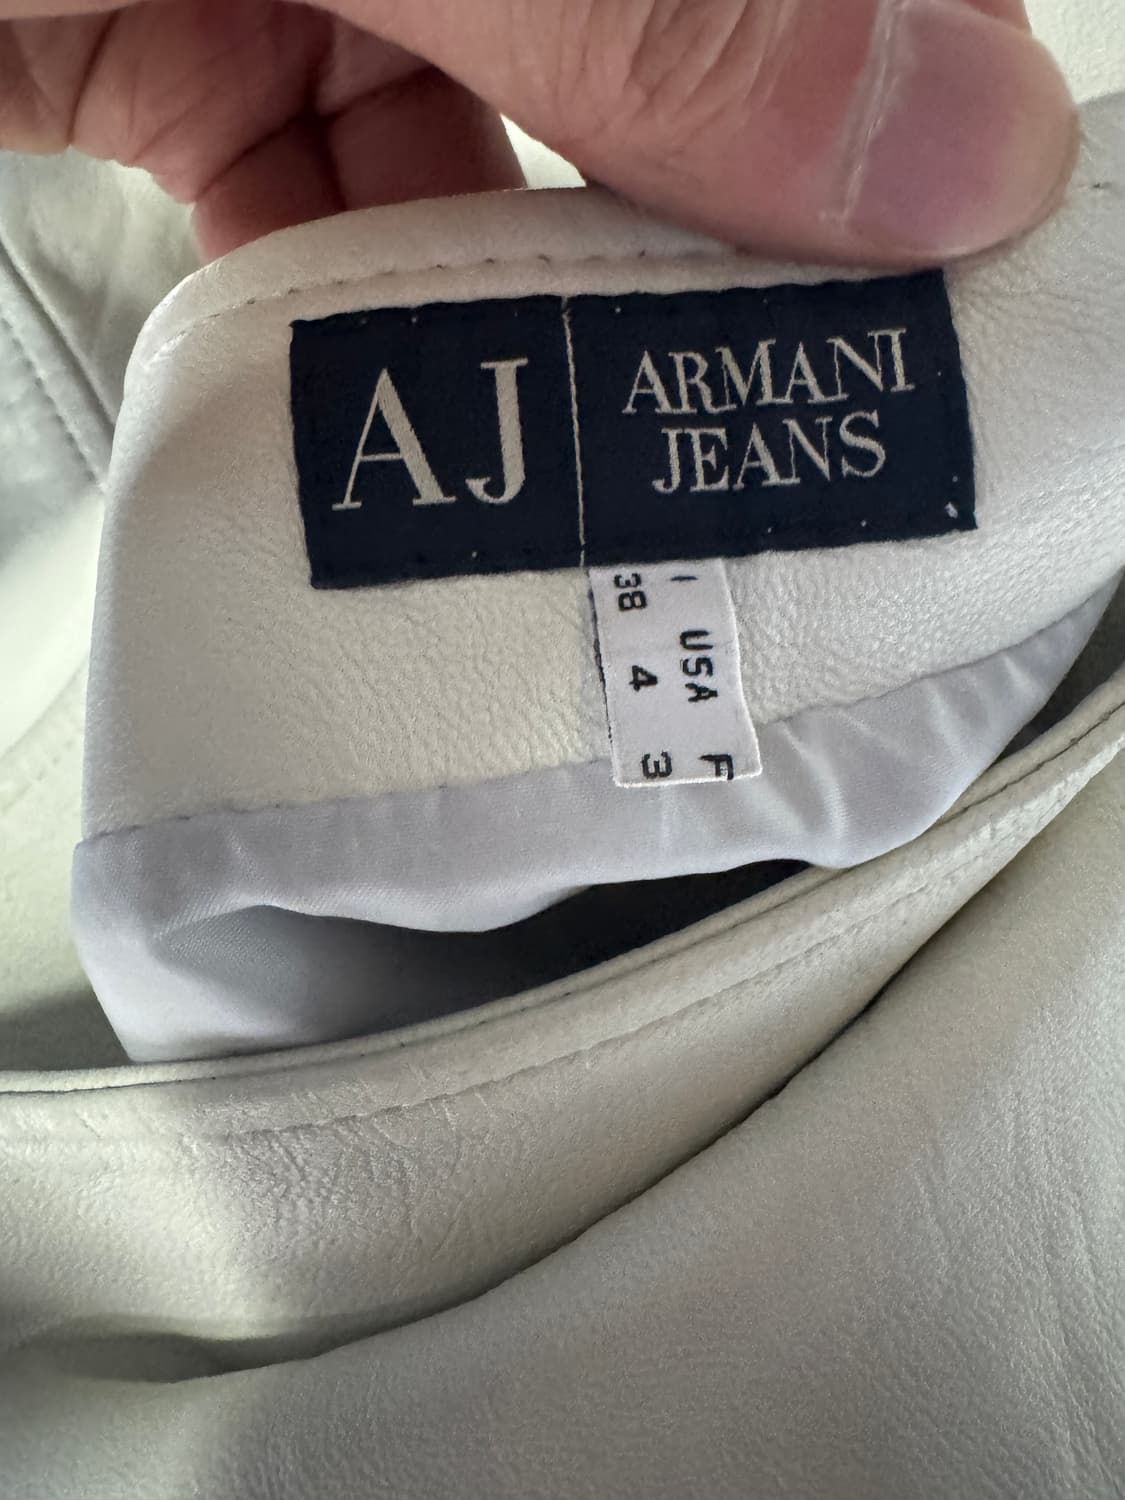 AJ
ARMANI
JEANS
I USA F
38 4 3